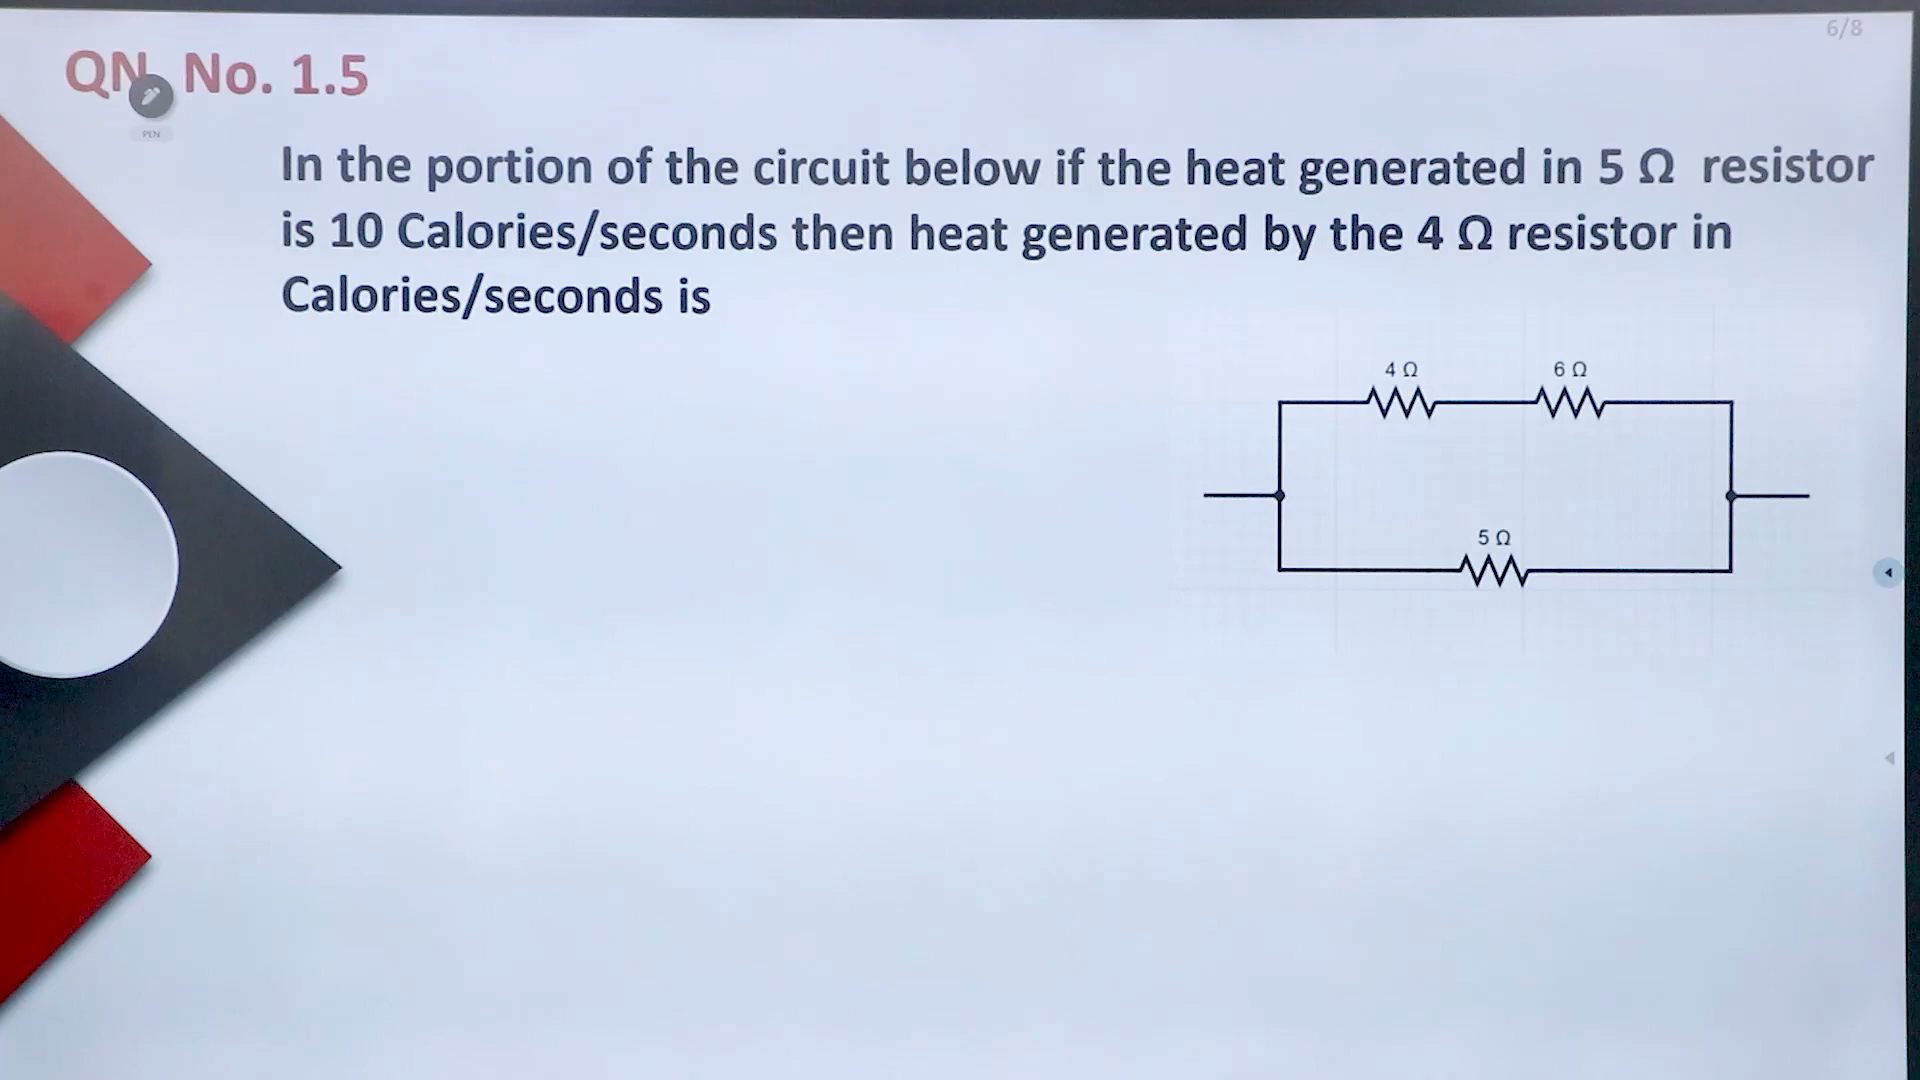 6/8
QN. No. 1.5
PEN
In the portion of the circuit below if the heat generated in 5 Ω resistor
is 10 Calories/seconds then heat generated by the 4 Ω resistor in
Calories/seconds is
4 Ω
6 Ω
5 Ω